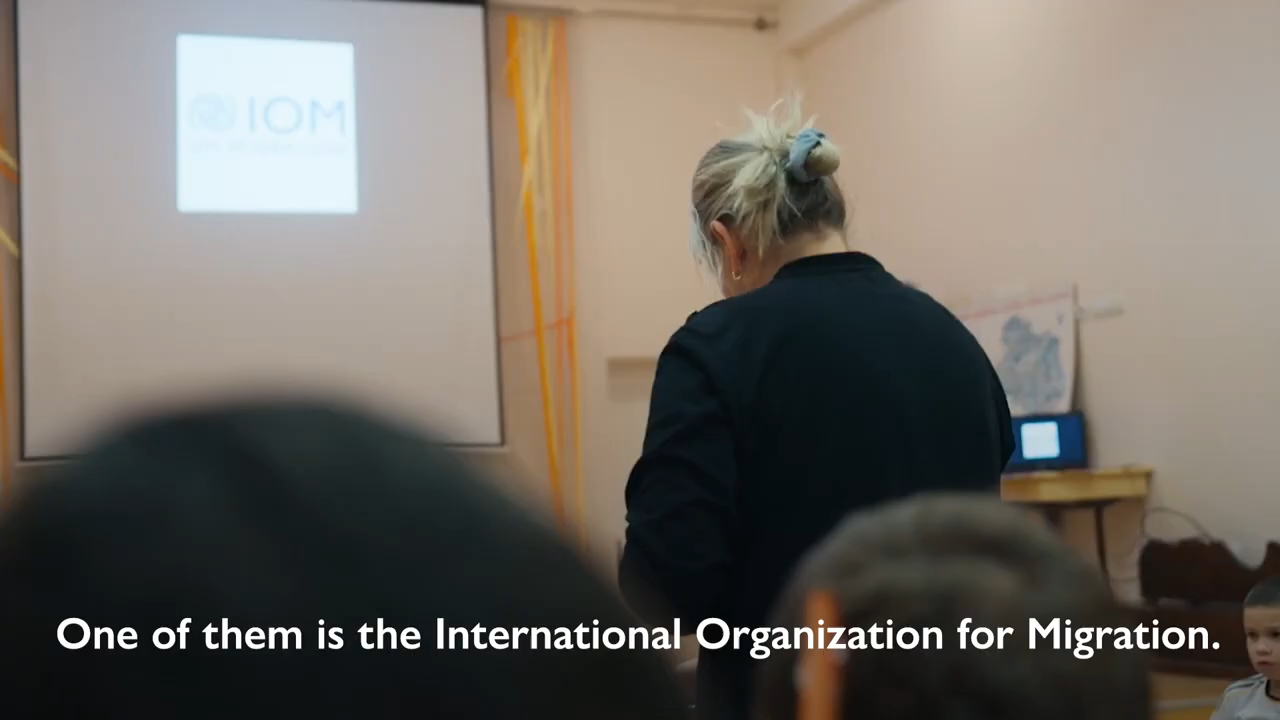 IOM
One of them is the International Organization for Migration.